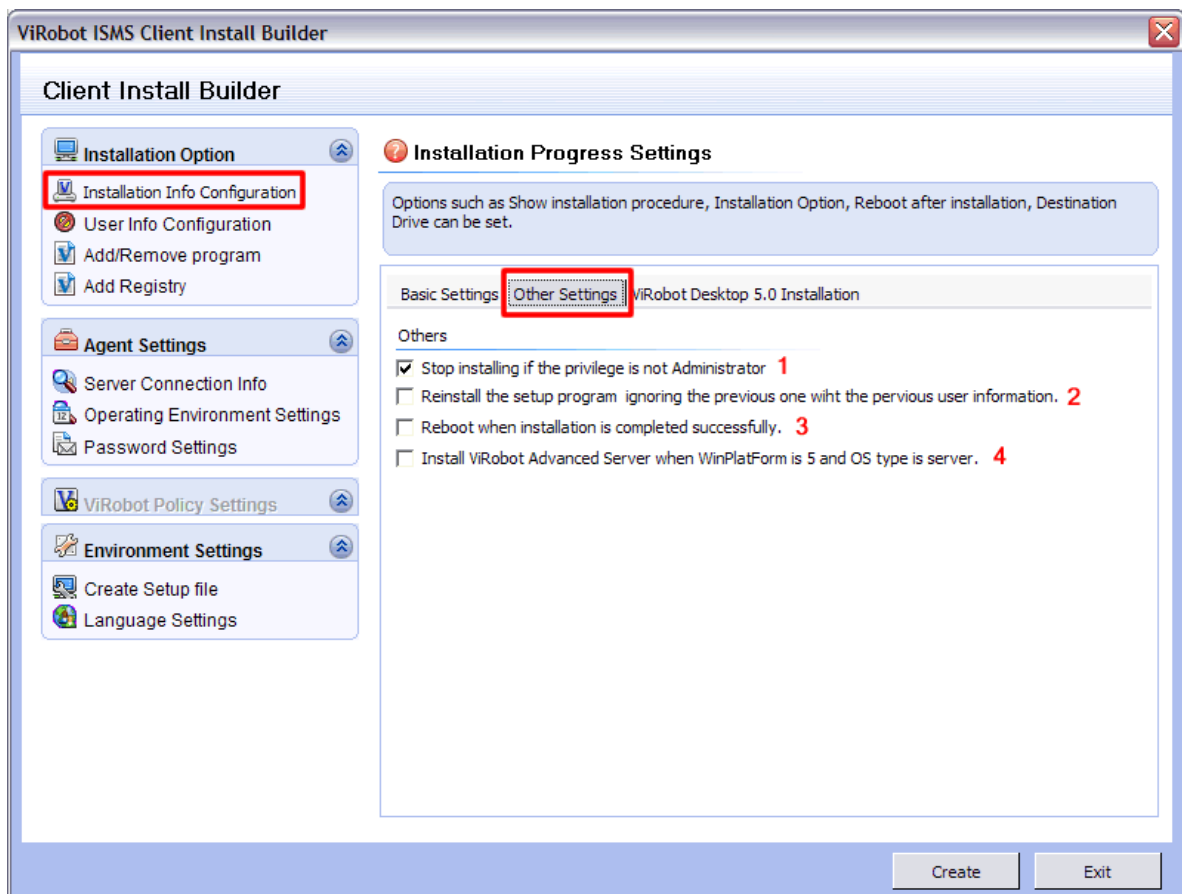 ViRobot ISMS Client Install Builder
Client Install Builder
Installation Option
Installation Info Configuration
User Info Configuration
Add/Remove program
Add Registry
Agent Settings
Server Connection Info
Operating Environment Settings
Password Settings
ViRobot Policy Settings
Environment Settings
Create Setup file
Language Settings
Installation Progress Settings
Options such as Show installation procedure, Installation Option, Reboot after installation, Destination
Drive can be set.
Basic Settings Other Settings ViRobot Desktop 5.0 Installation
Others
Stop installing if the privilege is not Administrator 1
Reinstall the setup program ignoring the previous one wiht the pervious user information. 2
Reboot when installation is completed successfully. 3
Install ViRobot Advanced Server when WinPlatForm is 5 and OS type is server. 4
Create Exit